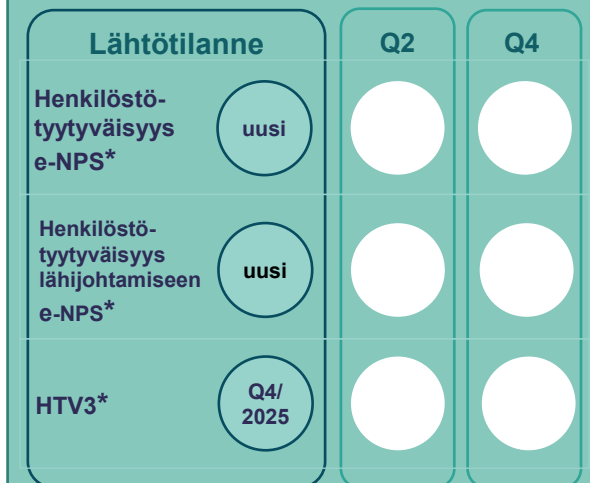 Lähtötilanne
Q2
Q4
Henkilöstö-
tyytyväisyys
e-NPS*
uusi
Henkilöstö-
tyytyväisyys
lähijohtamiseen
e-NPS*
uusi
HTV3*
Q4/
2025